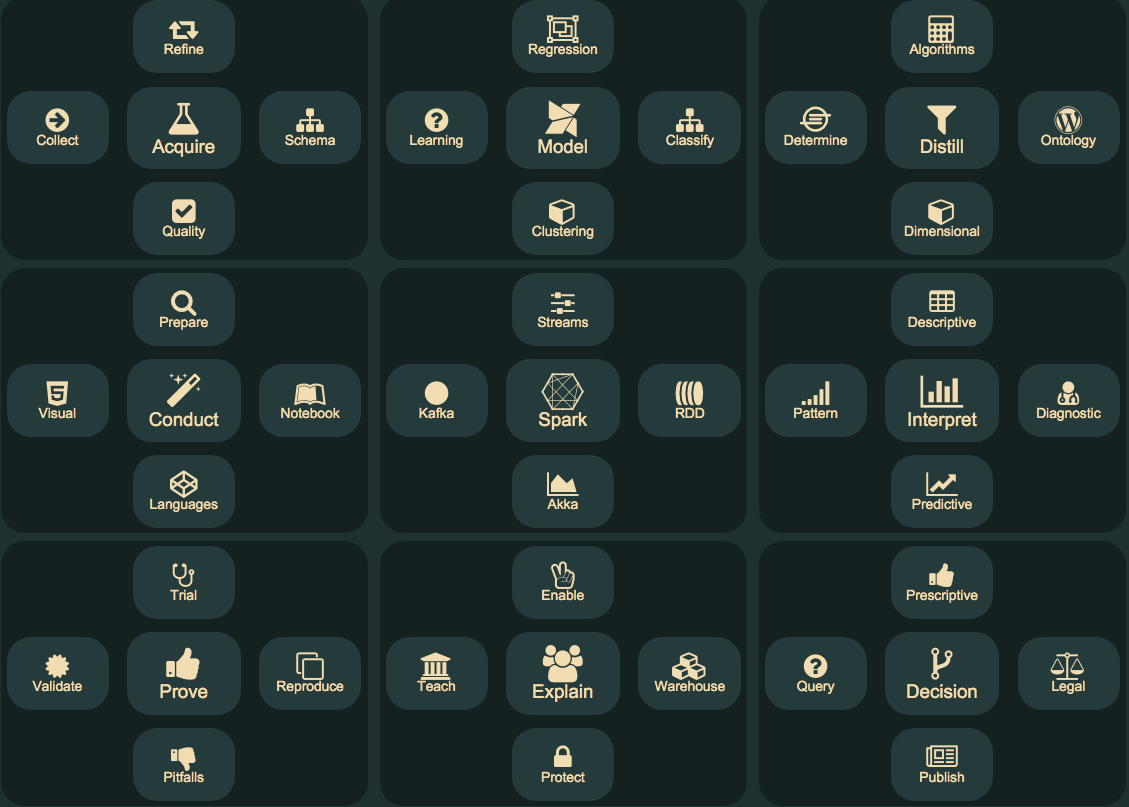 Refine
Collect
Acquire
Schema
Quality
Regression
Learning
Model
Classify
Clustering
Algorithms
Determine
Distill
Ontology
Dimensional
Prepare
Visual
Conduct
Notebook
Languages
Streams
Kafka
Spark
RDD
Akka
Descriptive
Pattern
Interpret
Diagnostic
Predictive
Trial
Validate
Prove
Reproduce
Pitfalls
Enable
Teach
Explain
Warehouse
Protect
Prescriptive
Query
Decision
Legal
Publish